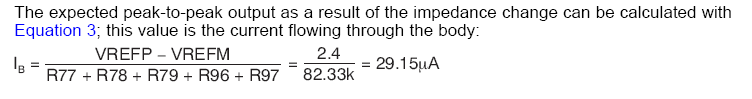 The expected peak-to-peak output as a result of the impedance change can be calculated with
Equation 3; this value is the current flowing through the body:
I_B = (VREFP – VREFM) / (R77 + R78 + R79 + R96 + R97) = 2.4 / 82.33k = 29.15µA